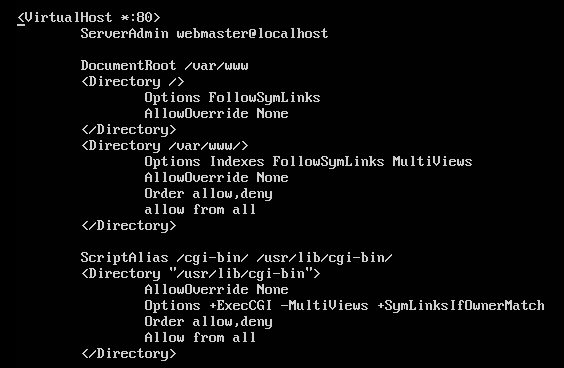 <VirtualHost *:80>
        ServerAdmin webmaster@localhost

        DocumentRoot /var/www
        <Directory />
                Options FollowSymLinks
                AllowOverride None
        </Directory>
        <Directory /var/www/>
                Options Indexes FollowSymLinks MultiViews
                AllowOverride None
                Order allow,deny
                allow from all
        </Directory>

        ScriptAlias /cgi-bin/ /usr/lib/cgi-bin/
        <Directory "/usr/lib/cgi-bin">
                AllowOverride None
                Options +ExecCGI -MultiViews +SymLinksIfOwnerMatch
                Order allow,deny
                Allow from all
        </Directory>